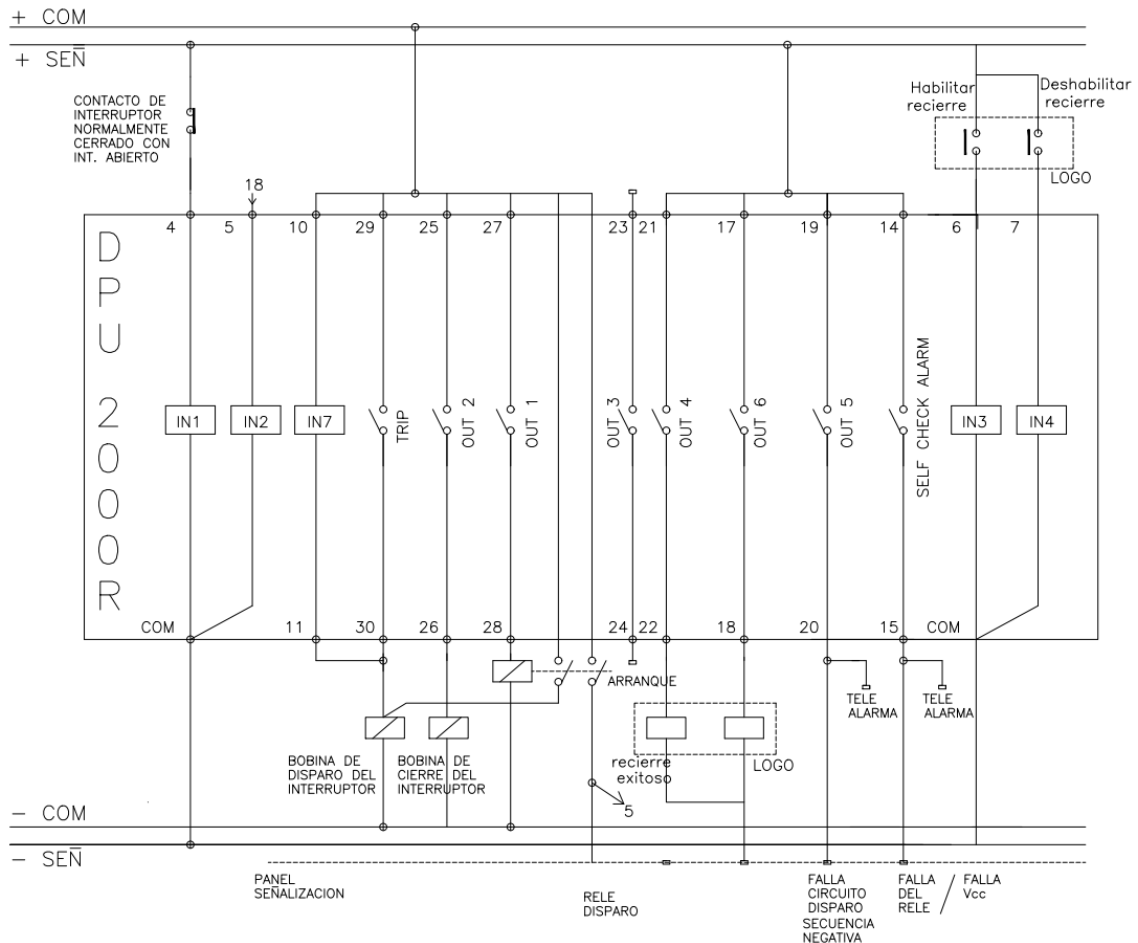 + COM
+ SEÑ
CONTACTO DE
INTERRUPTOR
NORMALMENTE
CERRADO CON
INT. ABIERTO
Habilitar
recierre
Deshabilitar
recierre
LOGO
18
4
5
10
29
25
27
23
21
17
19
14
6
7
DPU 2000R
IN1
IN2
IN7
TRIP
OUT 2
OUT 1
OUT 3
OUT 4
OUT 6
OUT 5
SELF CHECK ALARM
IN3
IN4
COM
11
30
26
28
24
22
18
20
15
COM
ARRANQUE
TELE
ALARMA
TELE
ALARMA
BOBINA DE
DISPARO DEL
INTERRUPTOR
BOBINA DE
CIERRE DEL
INTERRUPTOR
recierre
exitoso
LOGO
5
- COM
- SEÑ
PANEL
SEÑALIZACION
RELE
DISPARO
FALLA
CIRCUITO
DISPARO
SECUENCIA
NEGATIVA
FALLA
DEL
RELE
/
FALLA
Vcc